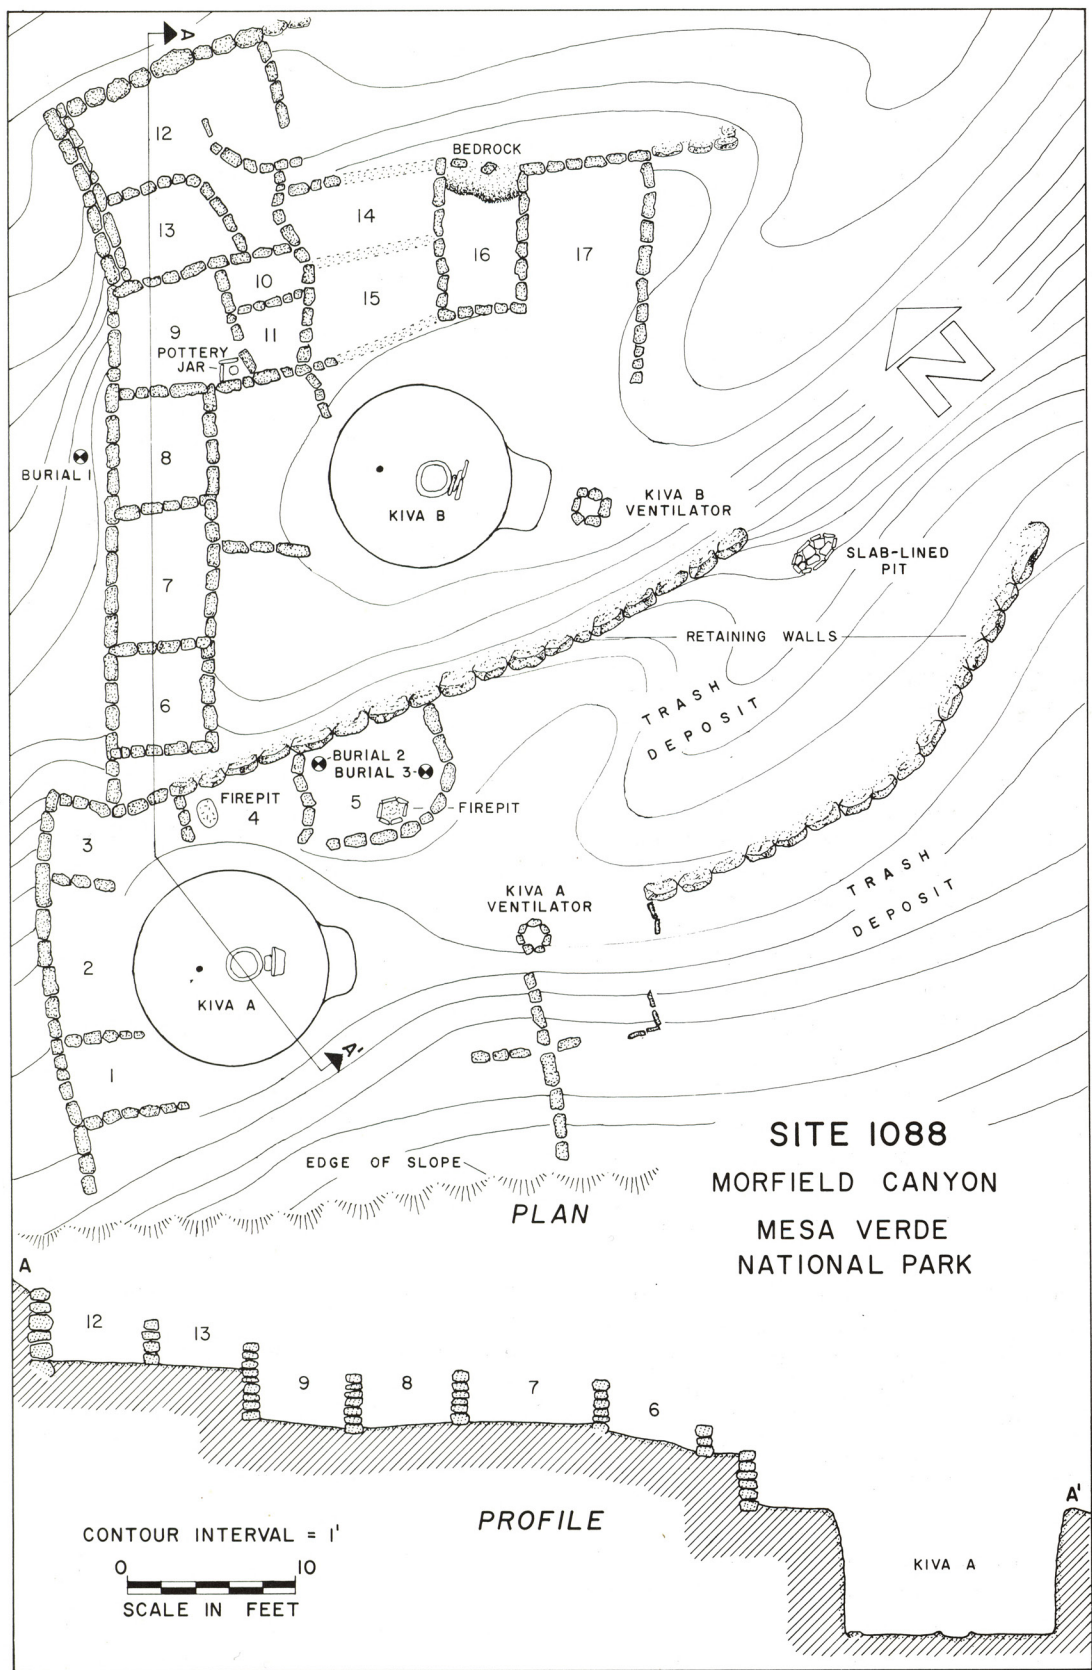 A
12
BEDROCK
14
13
16
17
10
15
9
11
POTTERY
JAR
8
BURIAL 1
KIVA B
KIVA B
VENTILATOR
SLAB-LINED
PIT
7
RETAINING WALLS
TRASH
DEPOSIT
6
BURIAL 2
BURIAL 3
FIREPIT
4
5
FIREPIT
3
TRASH
DEPOSIT
KIVA A
VENTILATOR
2
KIVA A
A'
1
N
SITE 1088
MORFIELD CANYON
MESA VERDE
NATIONAL PARK
EDGE OF SLOPE
PLAN
A
12
13
9
8
7
6
A'
PROFILE
KIVA A
CONTOUR INTERVAL = 1'
0 10
SCALE IN FEET